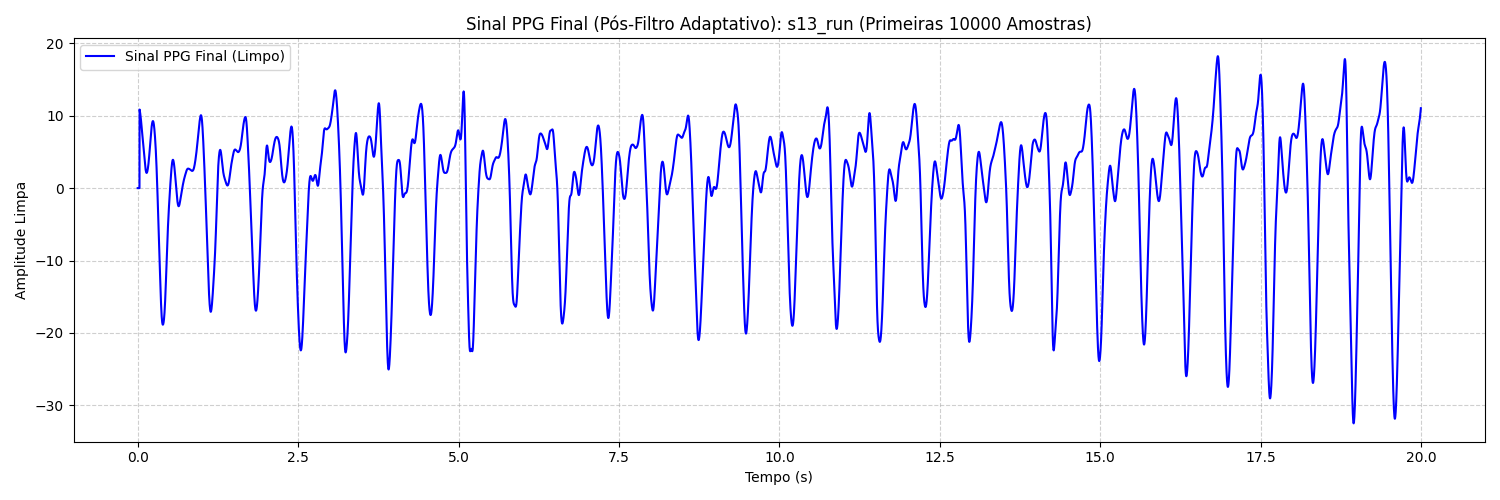 Sinal PPG Final (Pós-Filtro Adaptativo): s13_run (Primeiras 10000 Amostras)
Sinal PPG Final (Limpo)
Amplitude Limpa
20
10
0
−10
−20
−30
0.0 2.5 5.0 7.5 10.0 12.5 15.0 17.5 20.0
Tempo (s)